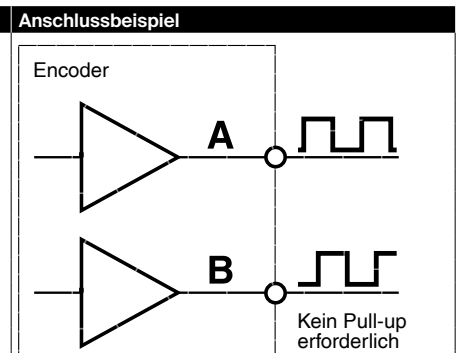 Anschlussbeispiel
Encoder
A
B
Kein Pull-up
erforderlich